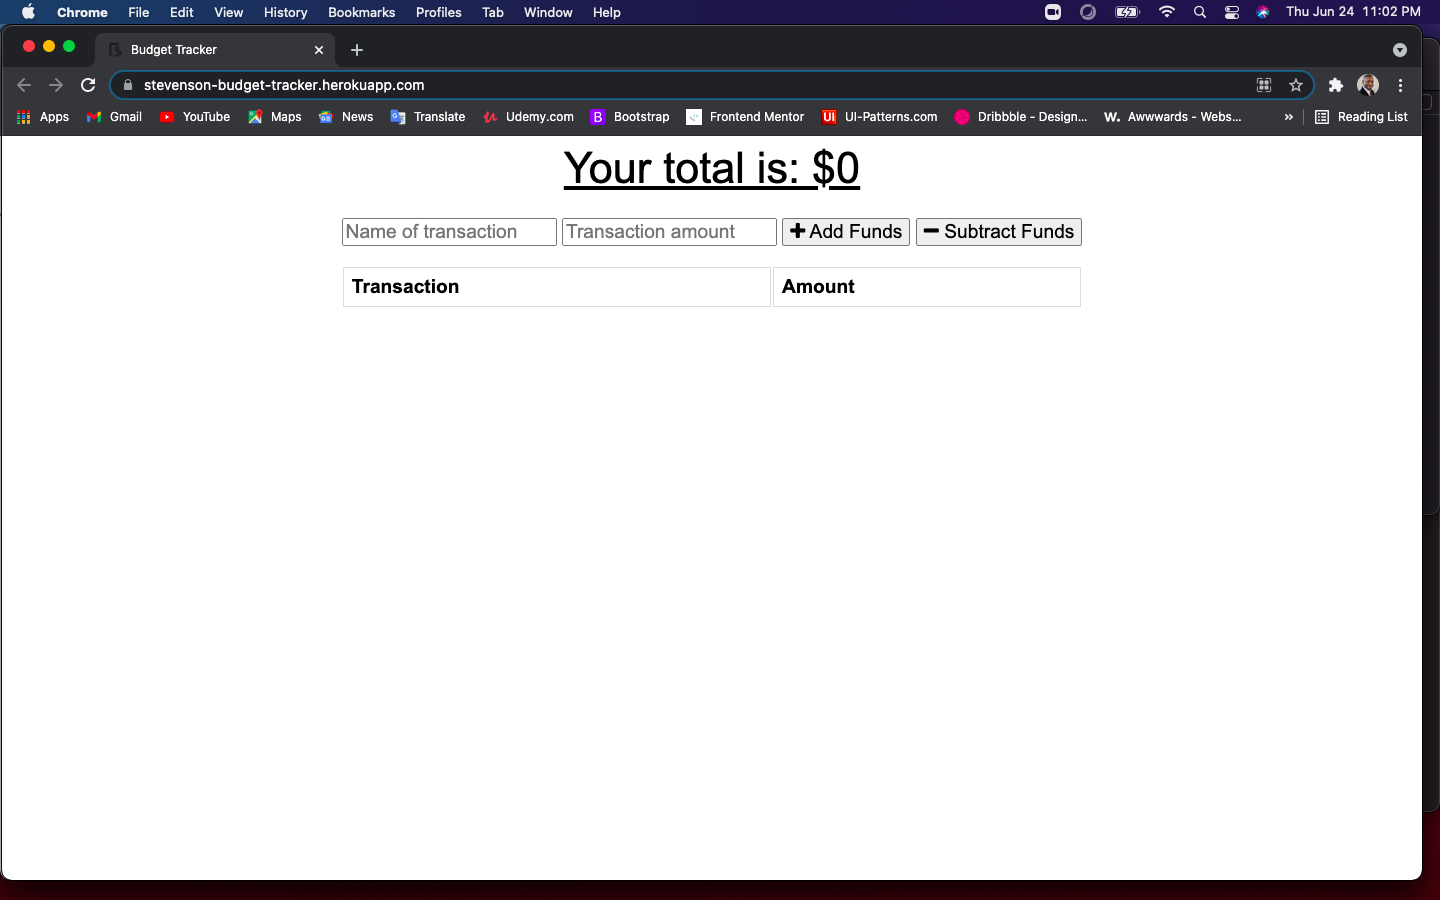 Chrome File Edit View History Bookmarks Profiles Tab Window Help Thu Jun 24 11:02 PM
Budget Tracker
stevenson-budget-tracker.herokuapp.com
Apps Gmail YouTube Maps News Translate Udemy.com Bootstrap Frontend Mentor UI-Patterns.com Dribbble - Design... W. Awwwards - Webs... » Reading List
Your total is: $0
Name of transaction Transaction amount Add Funds Subtract Funds
Transaction Amount